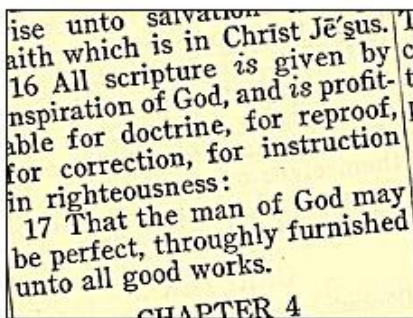 ise unto salvation
aith which is in Chrīst Jē´ṣus.
16 All scripture is given by
nspiration of God, and is profit-
able for doctrine, for reproof,
for correction, for instruction
in righteousness:
17 That the man of God may
be perfect, throughly furnished
unto all good works.
CHAPTER 4